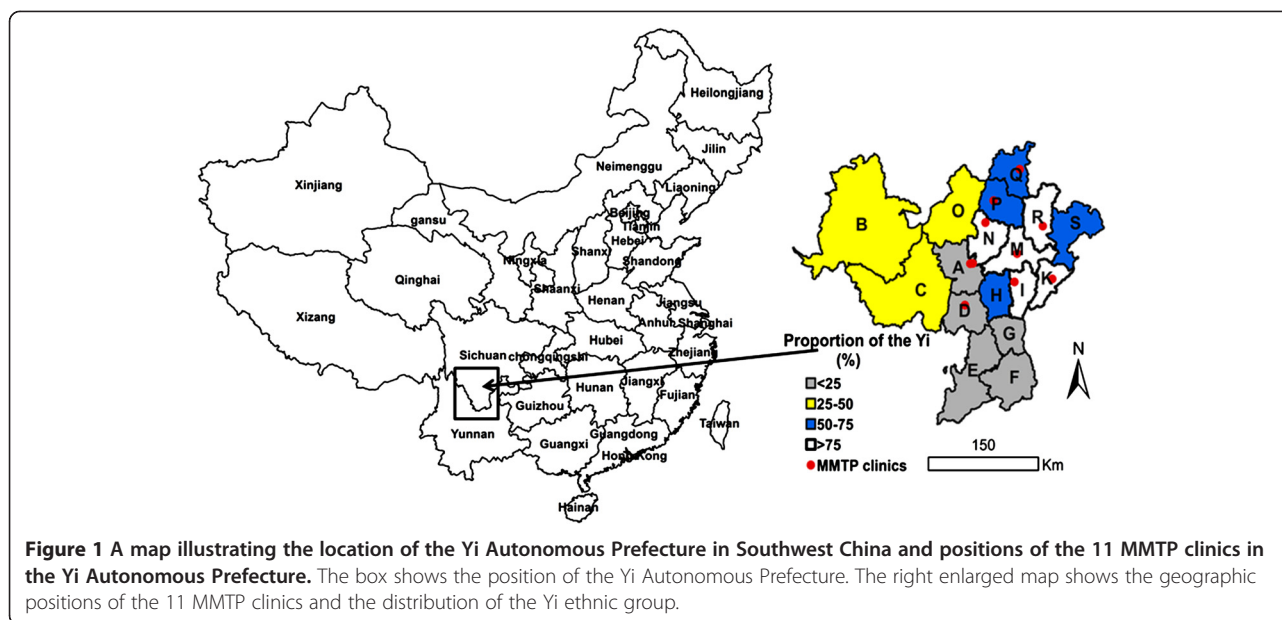 Heilongjiang
Jilin
Neimenggu
Liaoning
Xinjiang
gansu
Beijing
Tianjin
Hebei
Shanxi
Ningxia
Shandong
Qinghai
Shaanxi
Henan
Jiangsu
Xizang
Anhui
Shanghai
Hubei
Sichuan
chongqingshi
Zhejiang
Hunan
Jiangxi
Guizhou
Fujian
Yunnan
Taiwan
Guangxi
Guangdong
HongKong
Hainan
Q
P
B
O
R
S
N
M
A
K
C
H
I
D
G
E
F
Proportion of the Yi
(%)
<25
25-50
50-75
>75
MMTP clinics
N
150
Km
Figure 1 A map illustrating the location of the Yi Autonomous Prefecture in Southwest China and positions of the 11 MMTP clinics in
the Yi Autonomous Prefecture. The box shows the position of the Yi Autonomous Prefecture. The right enlarged map shows the geographic
positions of the 11 MMTP clinics and the distribution of the Yi ethnic group.